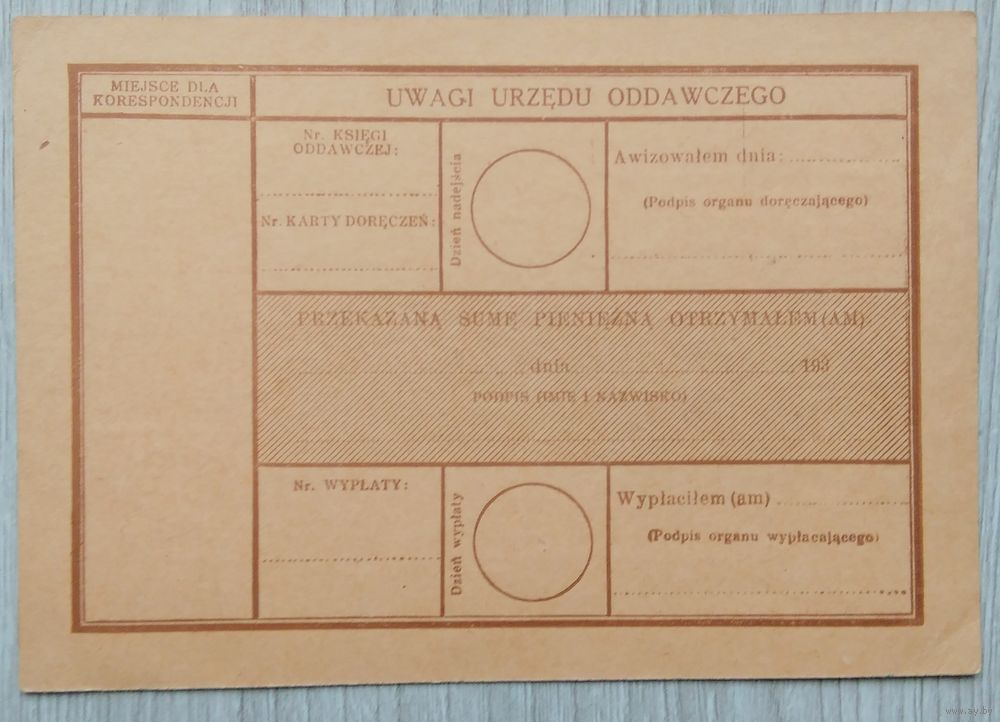 MIEJSCE DLA
KORESPONDENCJI
UWAGI URZĘDU ODDAWCZEGO
Nr. KSIĘGI
ODDAWCZEJ:
Nr. KARTY DORĘCZEŃ:
Dzień nadejścia
Awizowałem dnia:
(Podpis organu doręczającego)
PRZEKAZANĄ SUMĘ PIENIĘŻNĄ OTRZYMAŁEM(AM)
dnia 193
PODPIS (IMIĘ I NAZWISKO)
Nr. WYPŁATY:
Dzień wypłaty
Wypłaciłem (am)
(Podpis organu wypłacającego)
www.ay.by